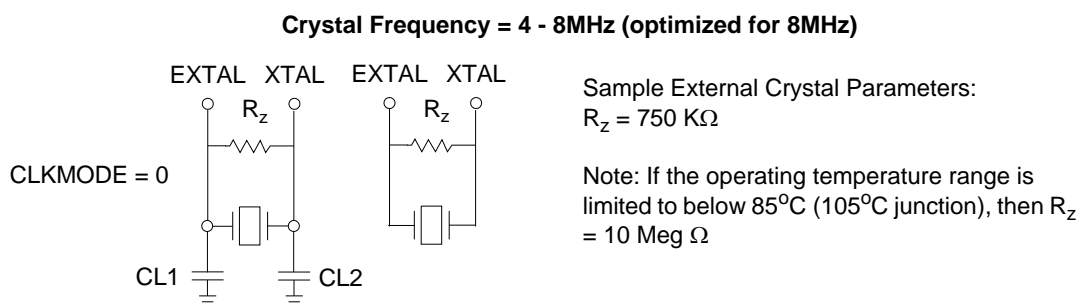 Crystal Frequency = 4 - 8MHz (optimized for 8MHz)
EXTAL XTAL EXTAL XTAL
Rz Rz
CLKMODE = 0
CL1 CL2
Sample External Crystal Parameters:
Rz = 750 KΩ
Note: If the operating temperature range is
limited to below 85oC (105oC junction), then Rz
= 10 Meg Ω